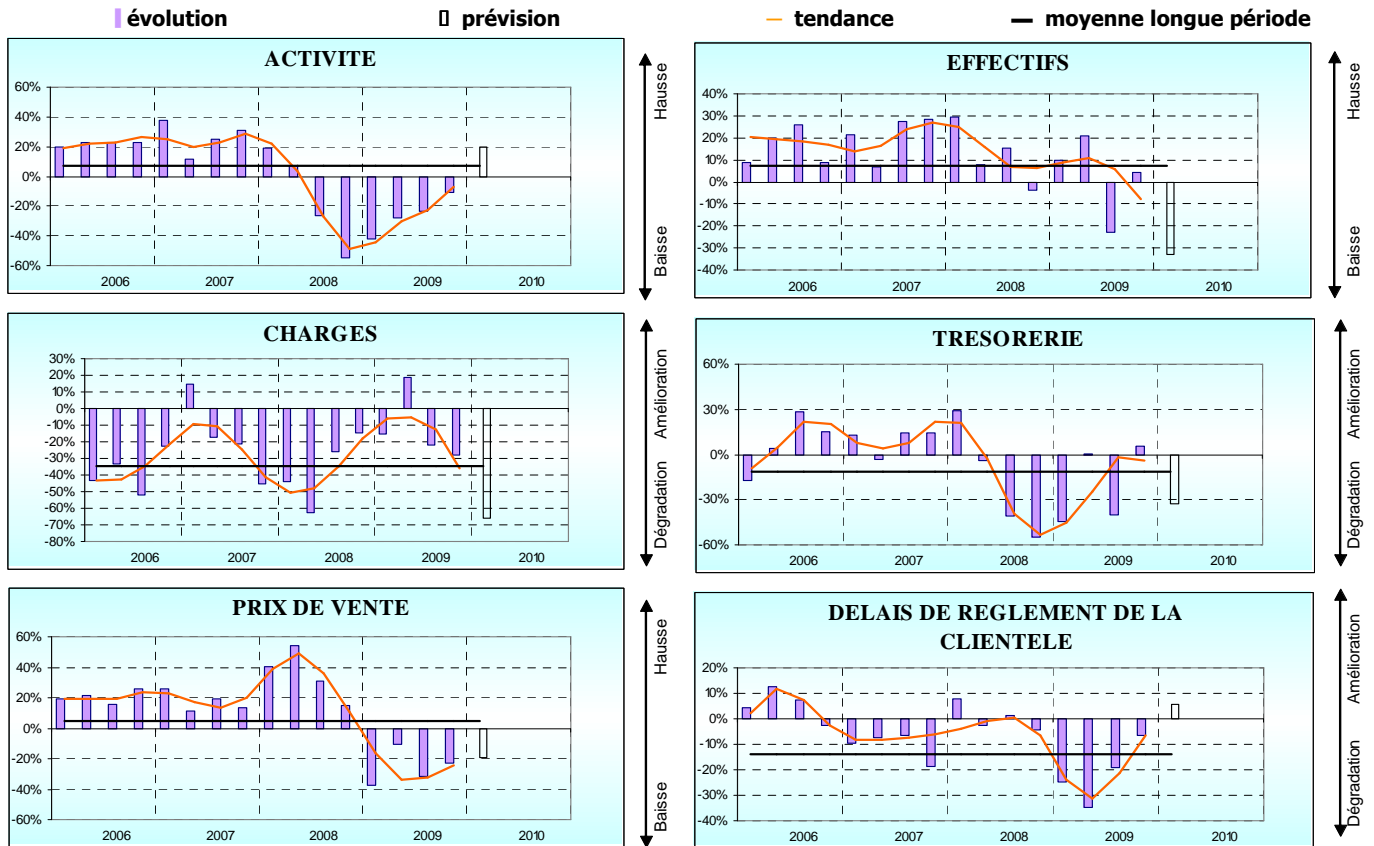 évolution prévision tendance moyenne longue période
ACTIVITE
60%
40%
20%
0%
-20%
-40%
-60%
2006 2007 2008 2009 2010
Hausse
Baisse
EFFECTIFS
40%
30%
20%
10%
0%
-10%
-20%
-30%
-40%
2006 2007 2008 2009 2010
Hausse
Baisse
CHARGES
30%
20%
10%
0%
-10%
-20%
-30%
-40%
-50%
-60%
-70%
-80%
2006 2007 2008 2009 2010
Amélioration
Dégradation
TRESORERIE
60%
30%
0%
-30%
-60%
2006 2007 2008 2009 2010
Amélioration
Dégradation
PRIX DE VENTE
60%
40%
20%
0%
-20%
-40%
-60%
2006 2007 2008 2009 2010
Hausse
Baisse
DELAIS DE REGLEMENT DE LA
CLIENTELE
20%
10%
0%
-10%
-20%
-30%
-40%
2006 2007 2008 2009 2010
Amélioration
Dégradation